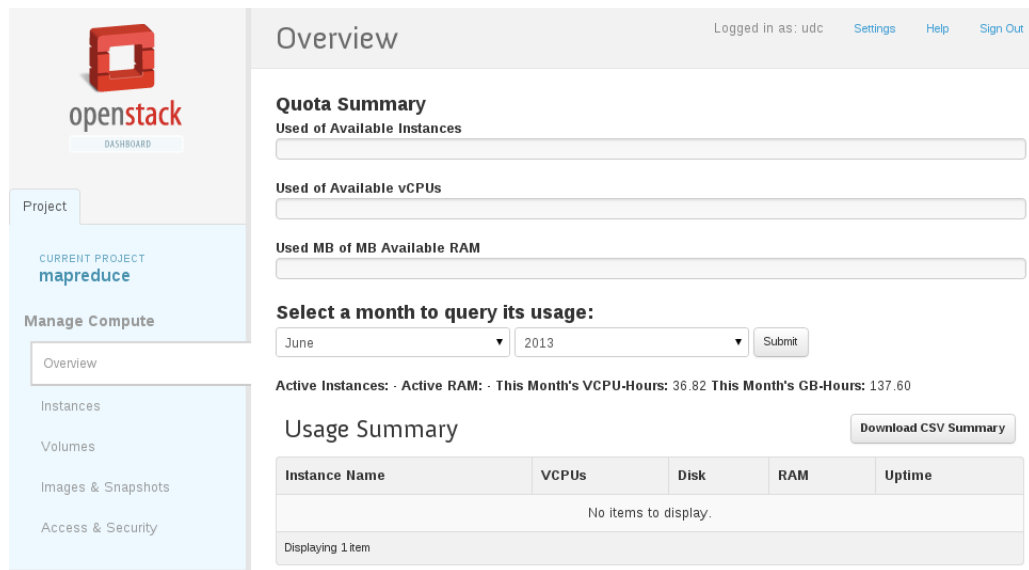 openstack
DASHBOARD
Project
CURRENT PROJECT
mapreduce
Manage Compute
Overview
Instances
Volumes
Images & Snapshots
Access & Security
Overview
Logged in as: udc Settings Help Sign Out
Quota Summary
Used of Available Instances
Used of Available vCPUs
Used MB of MB Available RAM
Select a month to query its usage:
June 2013 Submit
Active Instances: - Active RAM: - This Month's VCPU-Hours: 36.82 This Month's GB-Hours: 137.60
Usage Summary Download CSV Summary
Instance Name VCPUs Disk RAM Uptime
No items to display.
Displaying 1 item